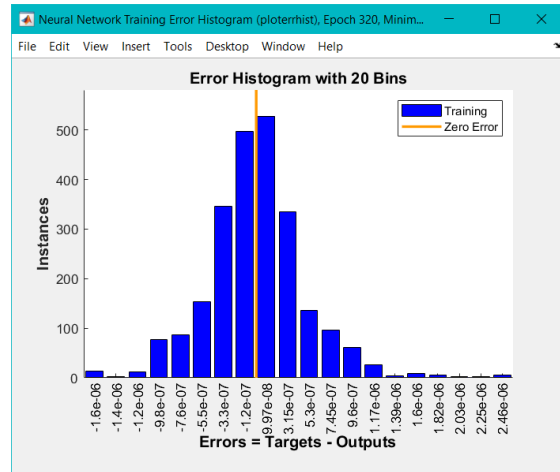 Neural Network Training Error Histogram (ploterrhist), Epoch 320, Minim...
File Edit View Insert Tools Desktop Window Help
Error Histogram with 20 Bins
Training
Zero Error
500
400
300
200
100
0
Instances
-1.6e-06
-1.4e-06
-1.2e-06
-9.8e-07
-7.6e-07
-5.5e-07
-3.3e-07
-1.2e-07
9.97e-08
3.15e-07
5.3e-07
7.45e-07
9.6e-07
1.17e-06
1.39e-06
1.6e-06
1.82e-06
2.03e-06
2.25e-06
2.46e-06
Errors = Targets - Outputs